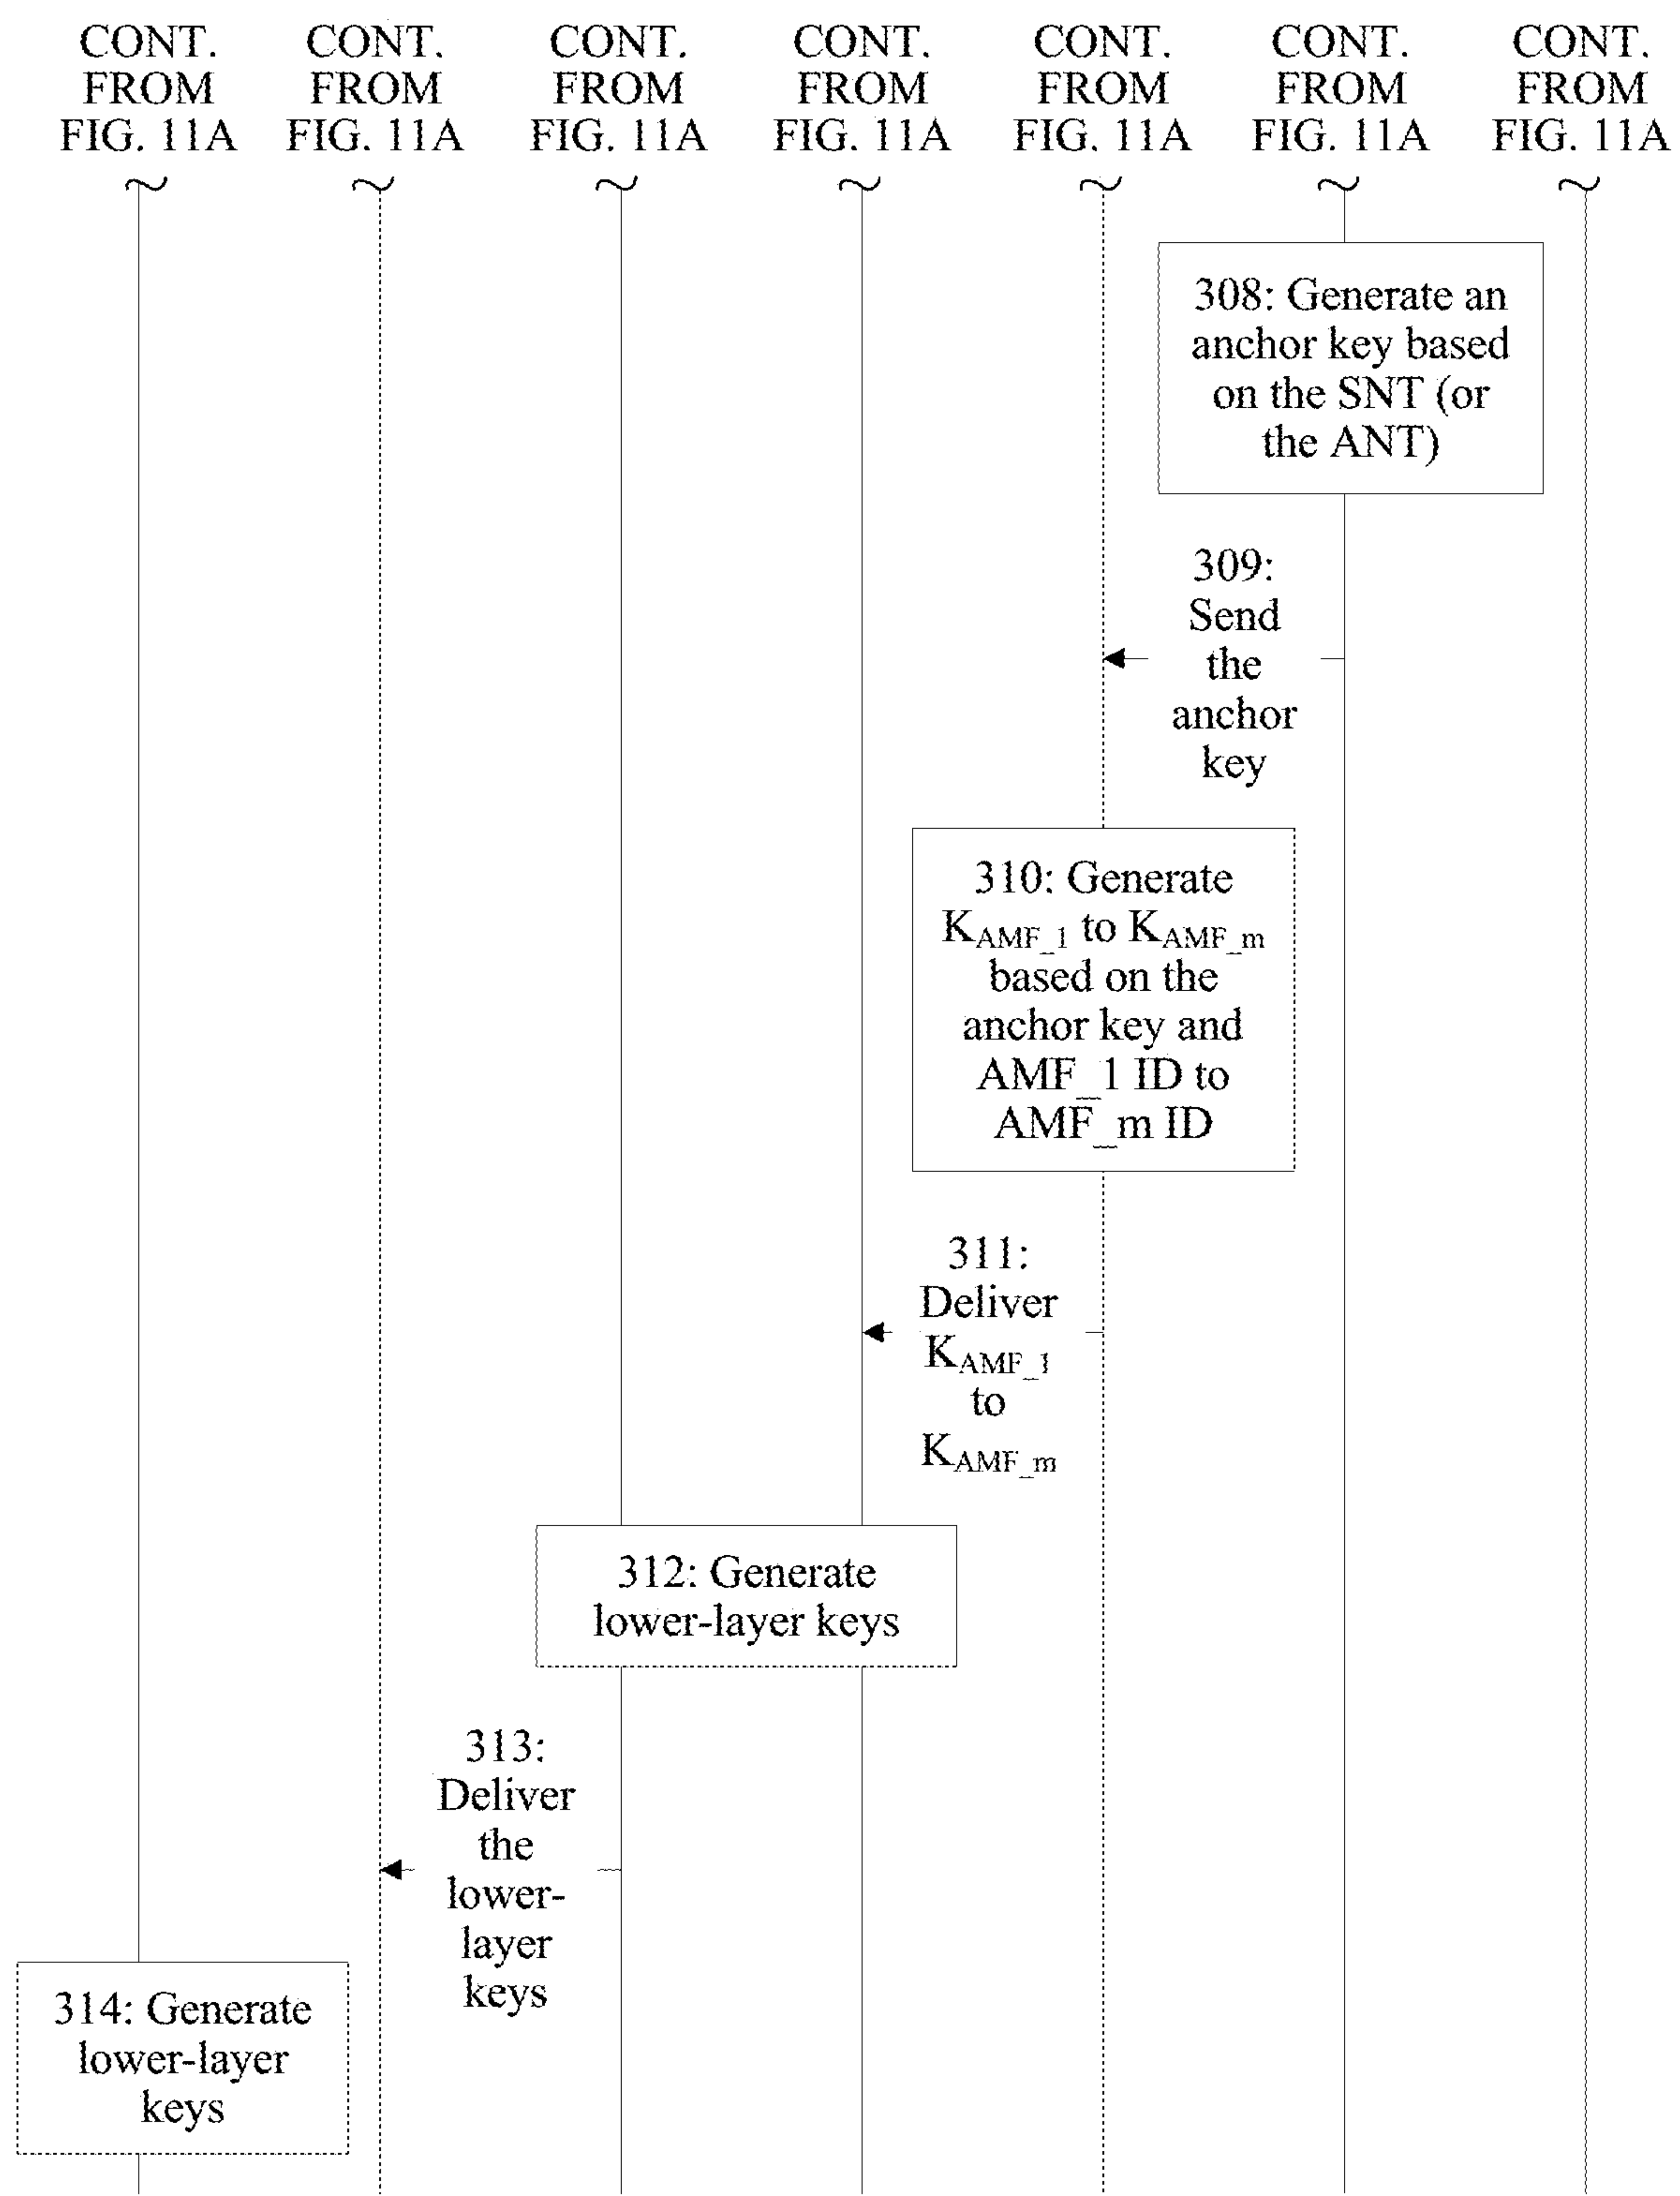 CONT. FROM FIG. 11A
CONT. FROM FIG. 11A
CONT. FROM FIG. 11A
CONT. FROM FIG. 11A
CONT. FROM FIG. 11A
CONT. FROM FIG. 11A
CONT. FROM FIG. 11A
308: Generate an
anchor key based
on the SNT (or
the ANT)
309:
Send
the
anchor
key
310: Generate
KAMF_1 to KAMF_m
based on the
anchor key and
AMF_1 ID to
AMF_m ID
311:
Deliver
KAMF_1
to
KAMF_m
312: Generate
lower-layer keys
313:
Deliver
the
lower-
layer
keys
314: Generate
lower-layer
keys